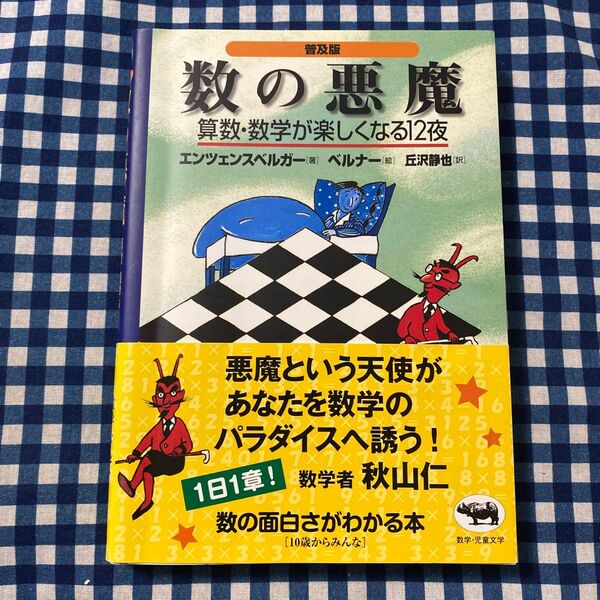 普及版
数の悪魔
算数・数学が楽しくなる12夜
エンツェンスベルガー[著] ベルナー[絵] 丘沢静也[訳]
悪魔という天使が
あなたを数学の
パラダイスへ誘う!
1日1章!
数学者 秋山仁
数の面白さがわかる本
[10歳からみんな]
数学・児童文学